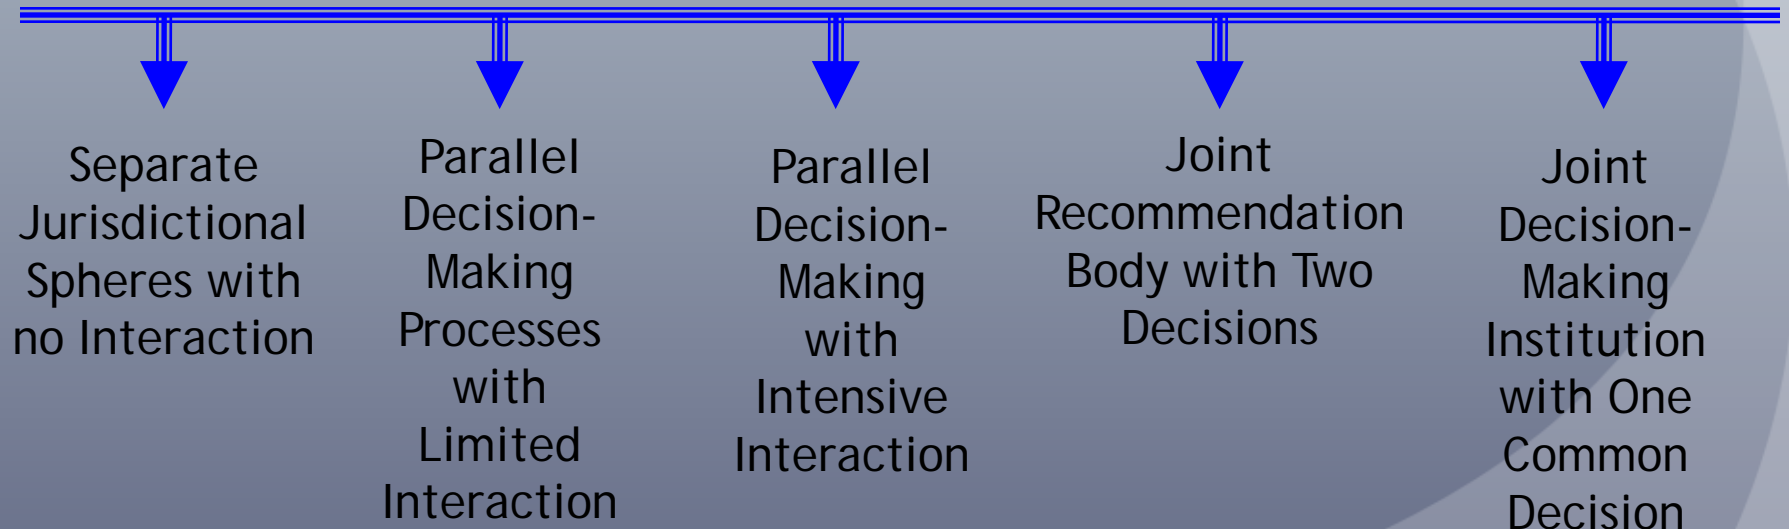 Separate
Jurisdictional
Spheres with
no Interaction
Parallel
Decision-
Making
Processes
with
Limited
Interaction
Parallel
Decision-
Making
with
Intensive
Interaction
Joint
Recommendation
Body with Two
Decisions
Joint
Decision-
Making
Institution
with One
Common
Decision